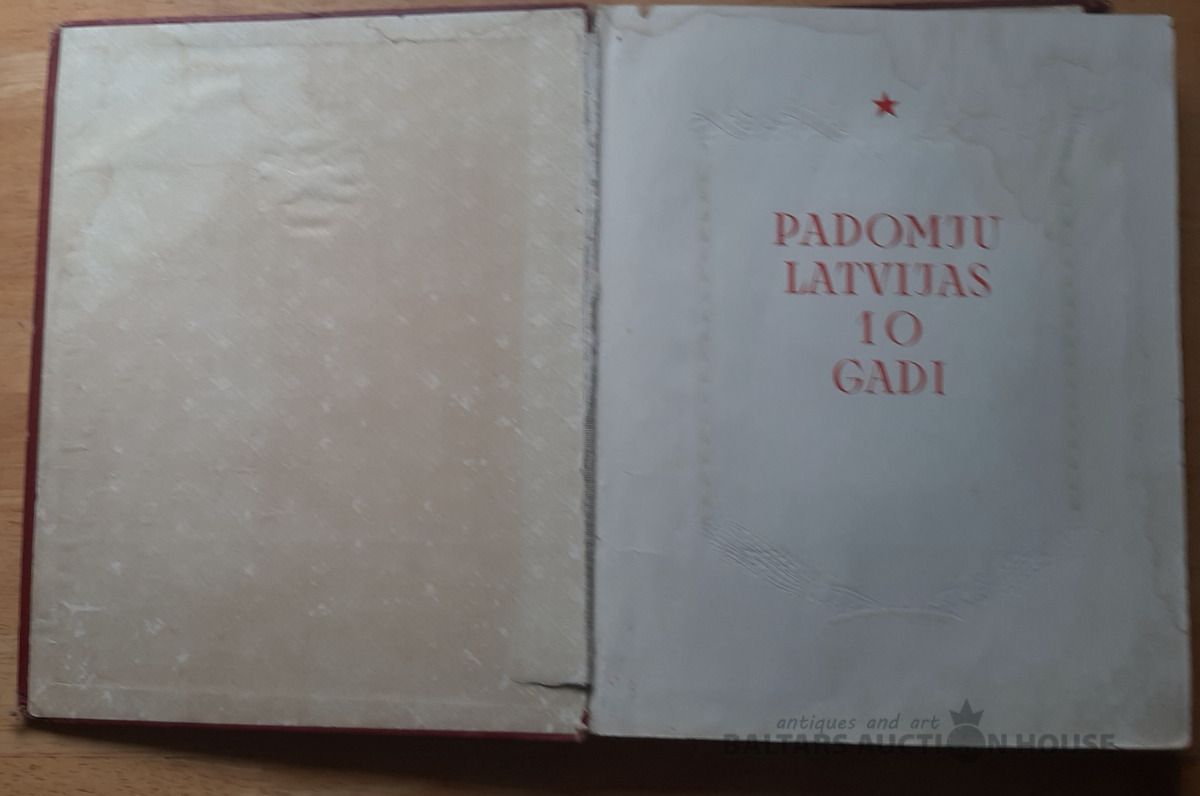 PADOMJU
LATVIJAS
10
GADI
antiques and art
BALTARS AUCTION HOUSE